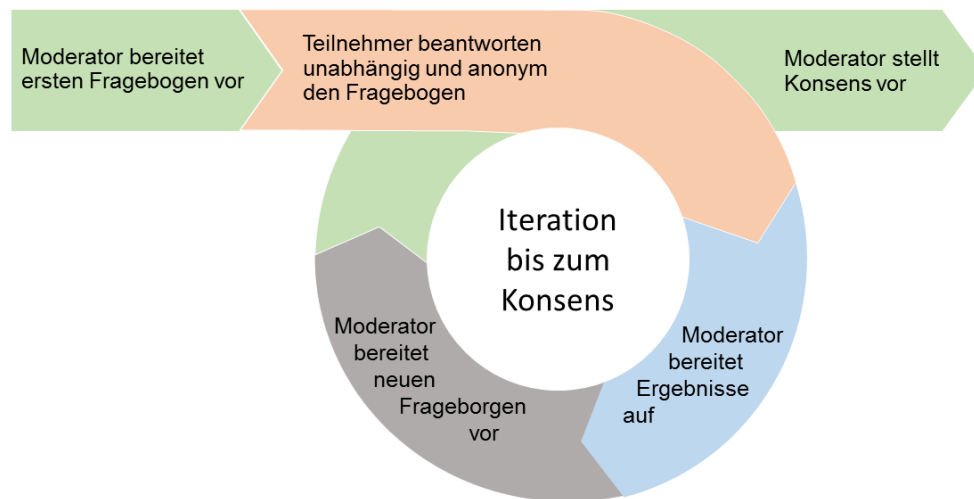 Moderator bereitet
ersten Fragebogen vor
Teilnehmer beantworten
unabhängig und anonym
den Fragebogen
Moderator stellt
Konsens vor
Iteration
bis zum
Konsens
Moderator
bereitet
Ergebnisse
auf
Moderator
bereitet
neuen
Frageborgen
vor